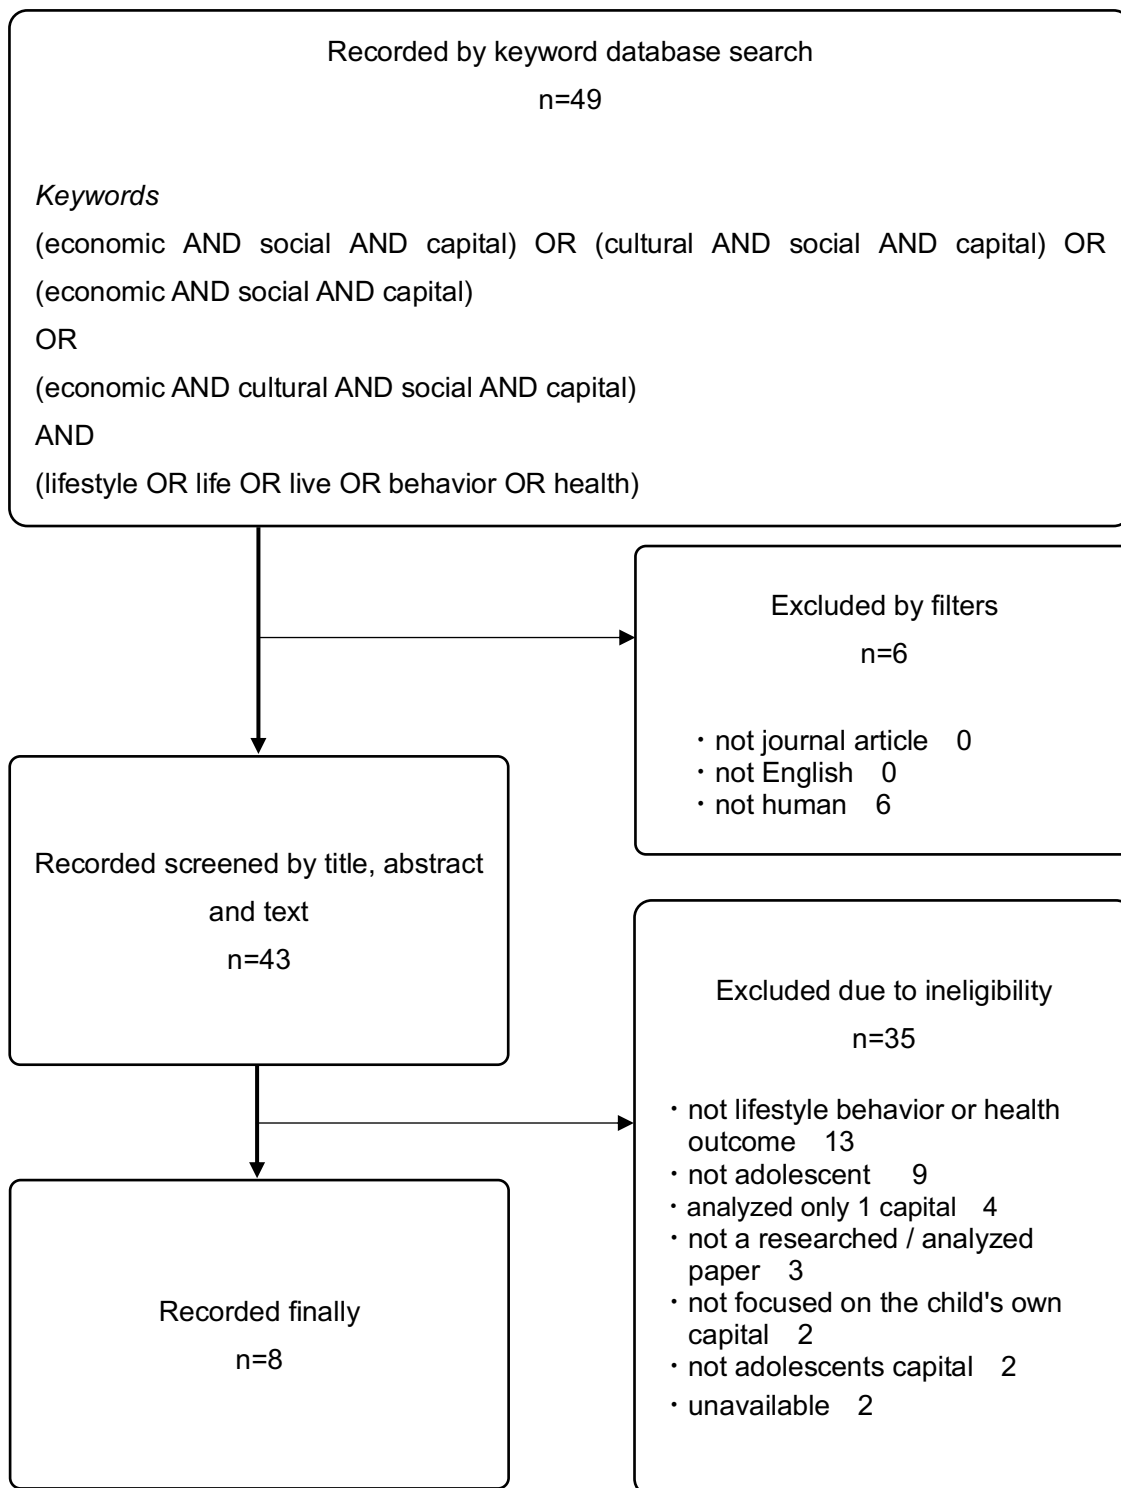 Recorded by keyword database search
n=49
Keywords
(economic AND social AND capital) OR (cultural AND social AND capital) OR
(economic AND social AND capital)
OR
(economic AND cultural AND social AND capital)
AND
(lifestyle OR life OR live OR behavior OR health)
Excluded by filters
n=6
・not journal article 0
・not English 0
・not human 6
Recorded screened by title, abstract
and text
n=43
Excluded due to ineligibility
n=35
・not lifestyle behavior or health
outcome 13
・not adolescent 9
・analyzed only 1 capital 4
・not a researched / analyzed
paper 3
・not focused on the child's own
capital 2
・not adolescents capital 2
・unavailable 2
Recorded finally
n=8